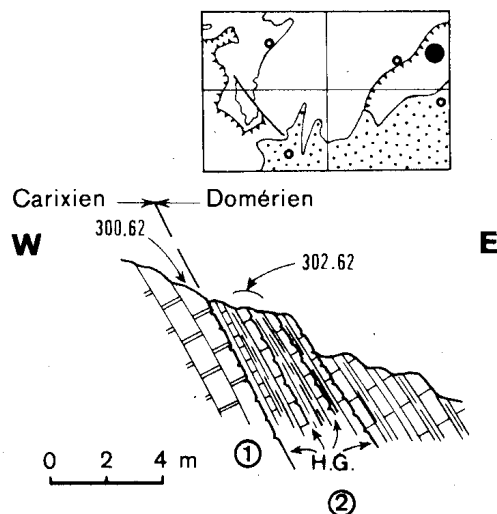 Carixien Domérien
300.62
W E
302.62
① H.G.
0 2 4 m
②